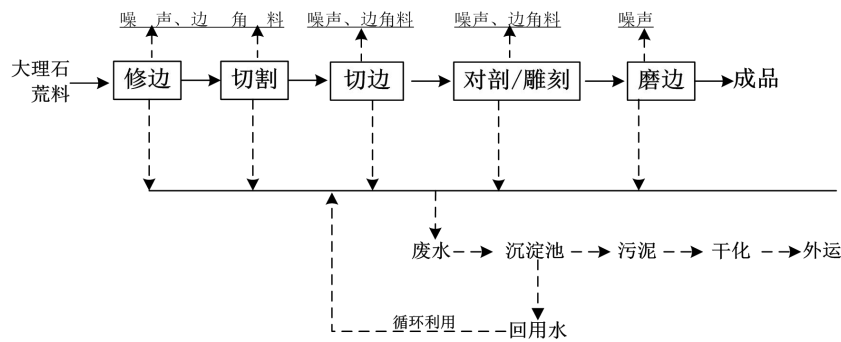 噪 声、边 角 料
噪声、边角料
噪声、边角料
噪声
大理石
荒料
修边
切割
切边
对剖/雕刻
磨边
成品
废水
沉淀池
污泥
干化
外运
循环利用
回用水